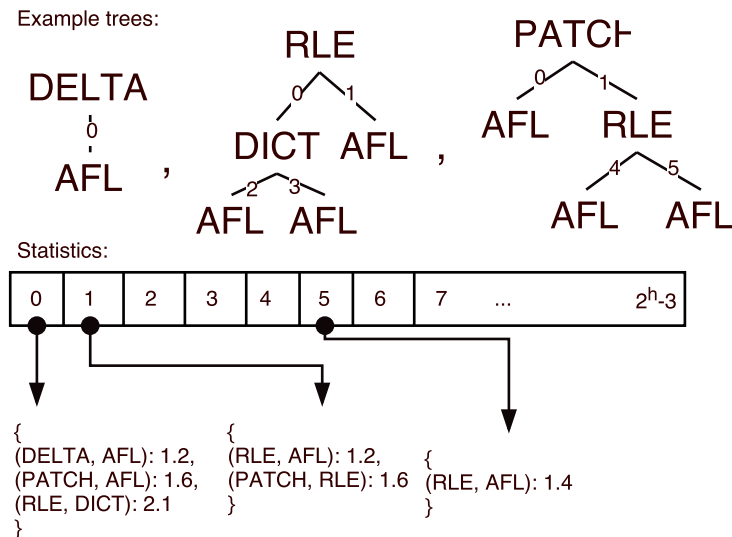 Example trees:
DELTA
0
AFL
,
RLE
0 1
DICT AFL
2 3
AFL AFL
,
PATCH
0 1
AFL RLE
4 5
AFL AFL
Statistics:
0 1 2 3 4 5 6 7 ... 2^h-3
{
(DELTA, AFL): 1.2,
(PATCH, AFL): 1.6,
(RLE, DICT): 2.1
}
{
(RLE, AFL): 1.2,
(PATCH, RLE): 1.6
}
{
(RLE, AFL): 1.4
}